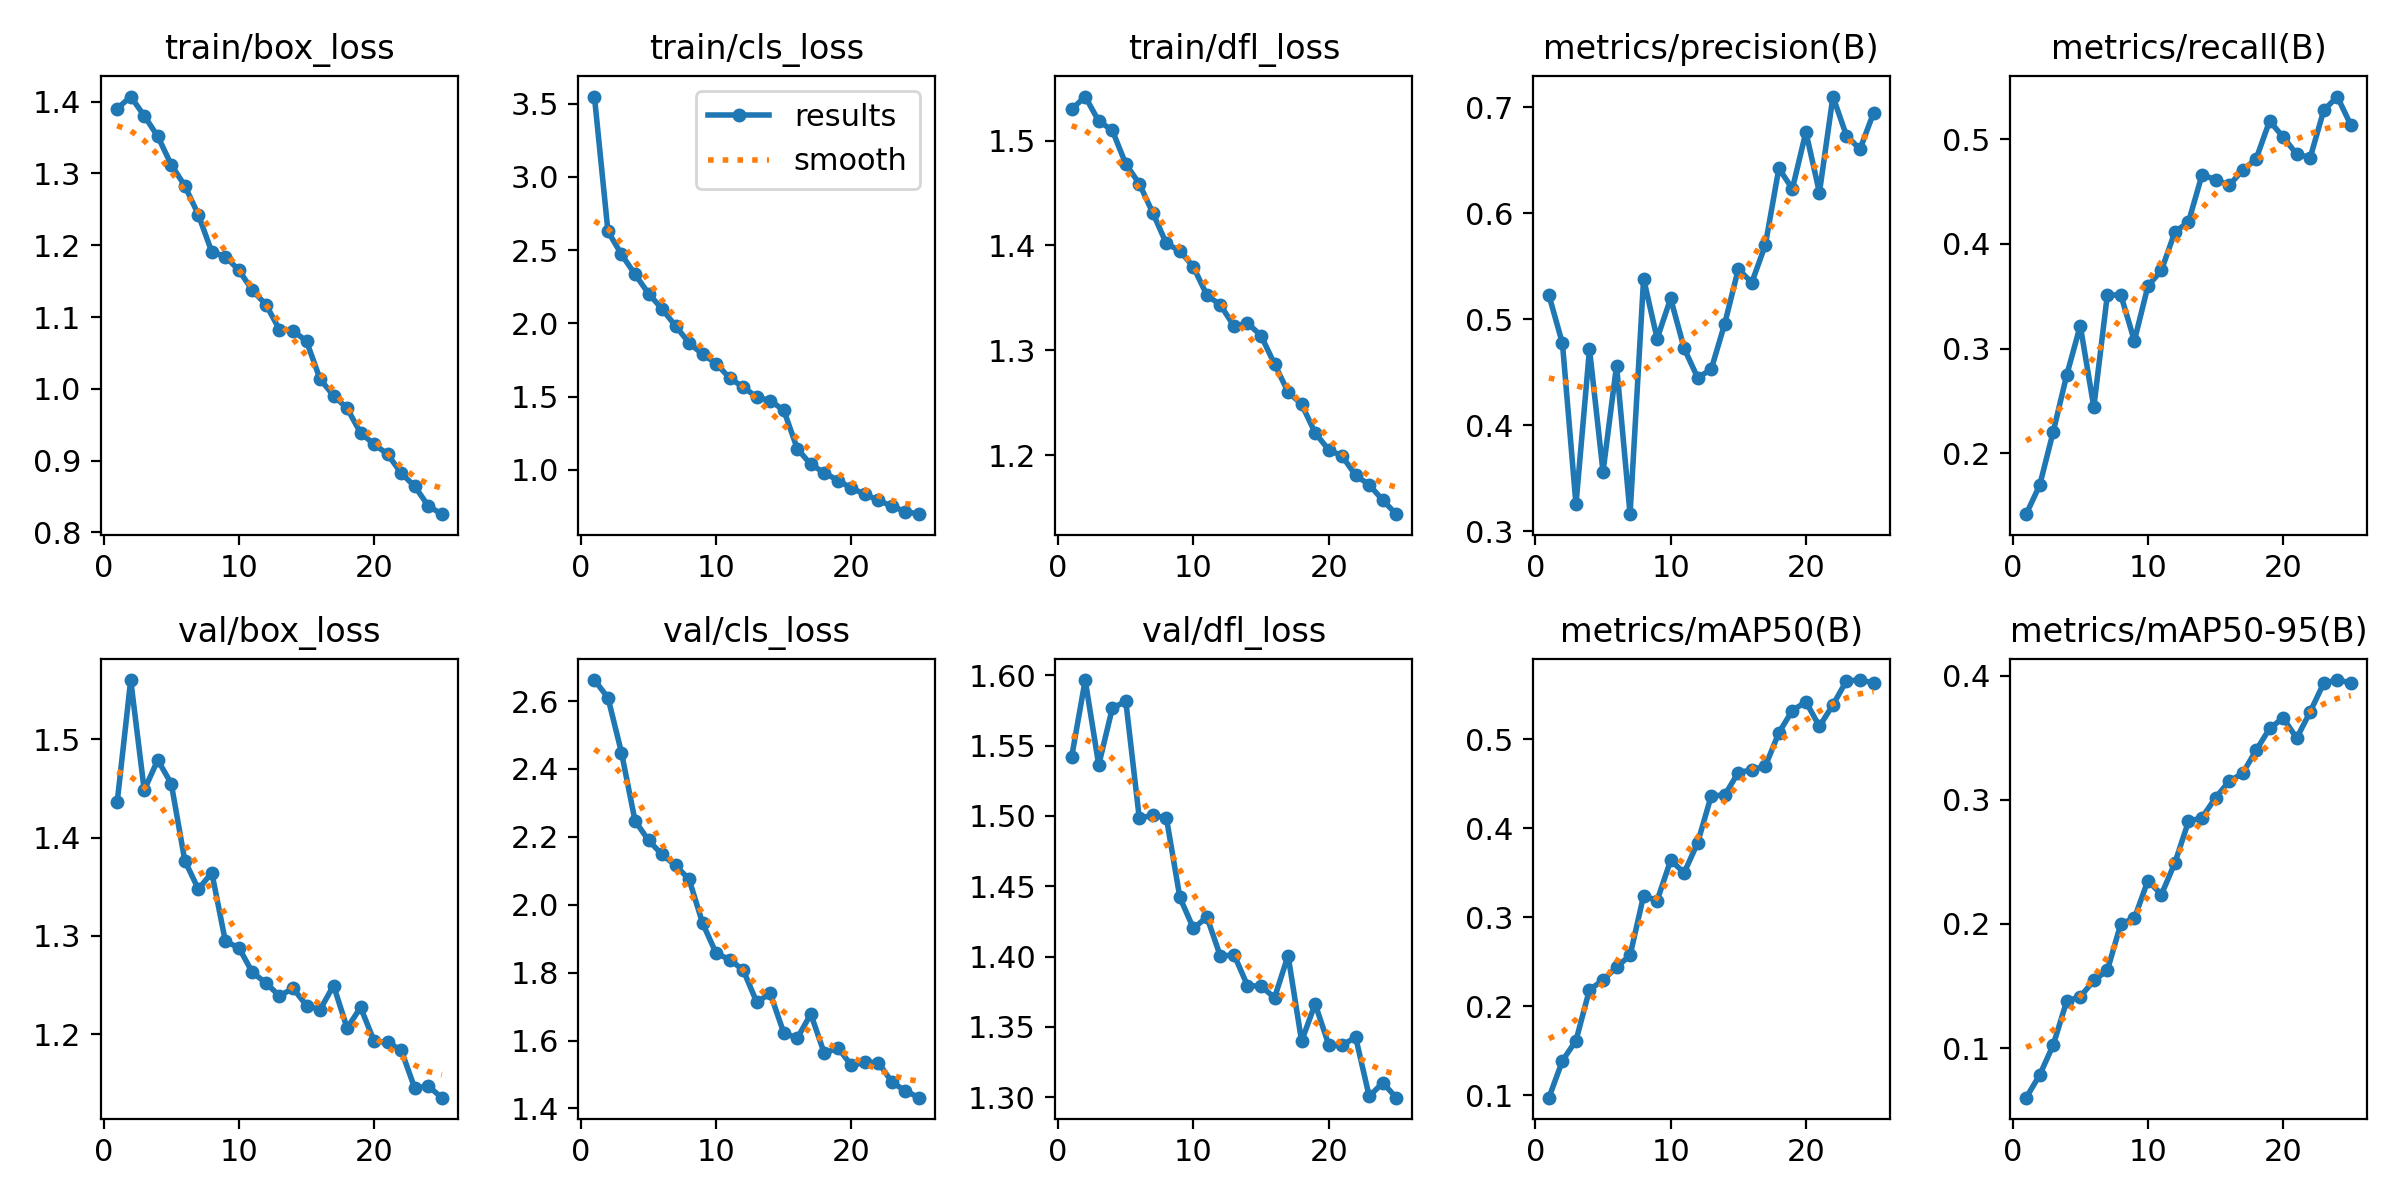 train/box_loss
1.4
1.3
1.2
1.1
1.0
0.9
0.8
0 10 20
train/cls_loss
results
smooth
3.5
3.0
2.5
2.0
1.5
1.0
0 10 20
train/dfl_loss
1.5
1.4
1.3
1.2
0 10 20
metrics/precision(B)
0.7
0.6
0.5
0.4
0.3
0 10 20
metrics/recall(B)
0.5
0.4
0.3
0.2
0 10 20
val/box_loss
1.5
1.4
1.3
1.2
0 10 20
val/cls_loss
2.6
2.4
2.2
2.0
1.8
1.6
1.4
0 10 20
val/dfl_loss
1.60
1.55
1.50
1.45
1.40
1.35
1.30
0 10 20
metrics/mAP50(B)
0.5
0.4
0.3
0.2
0.1
0 10 20
metrics/mAP50-95(B)
0.4
0.3
0.2
0.1
0 10 20